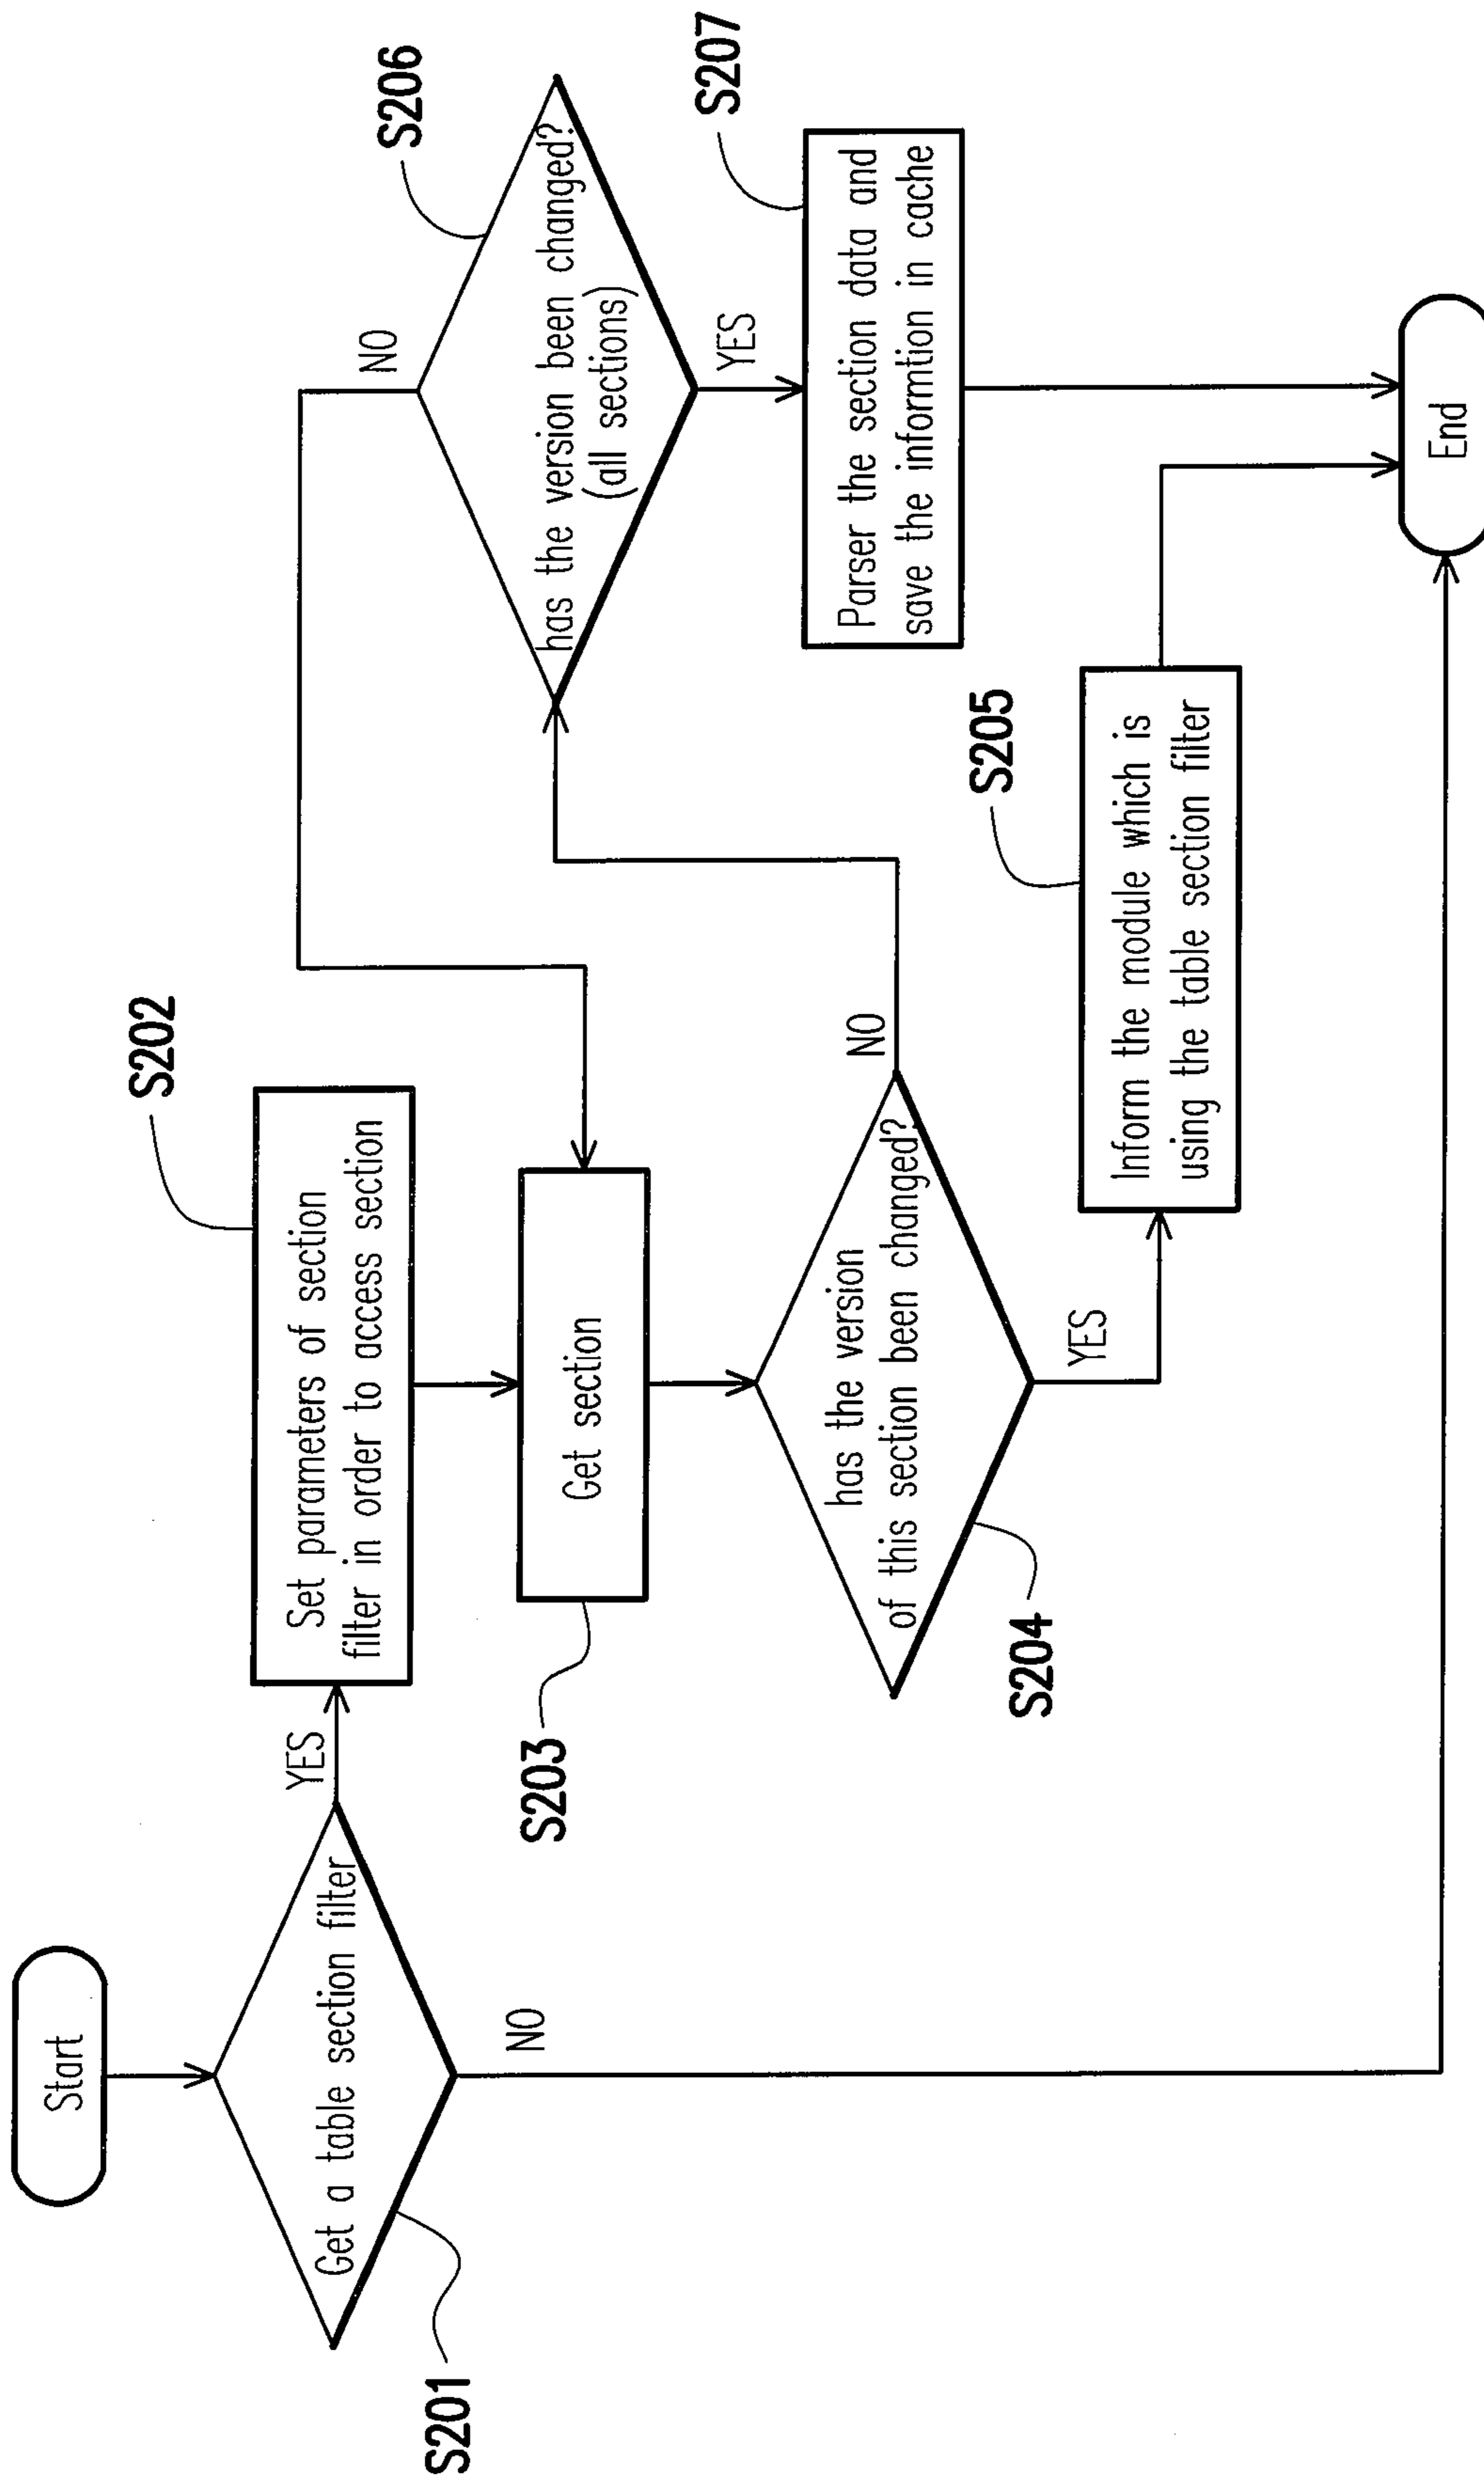 Start
Get a table section filter
S201
YES
NO
Set parameters of section
filter in order to access section
S202
Get section
S203
has the version
of this section been changed?
S204
NO
YES
Inform the module which is
using the table section filter
S205
has the version been changed?
(all sections)
S206
NO
YES
Parser the section data and
save the informtion in cache
S207
End